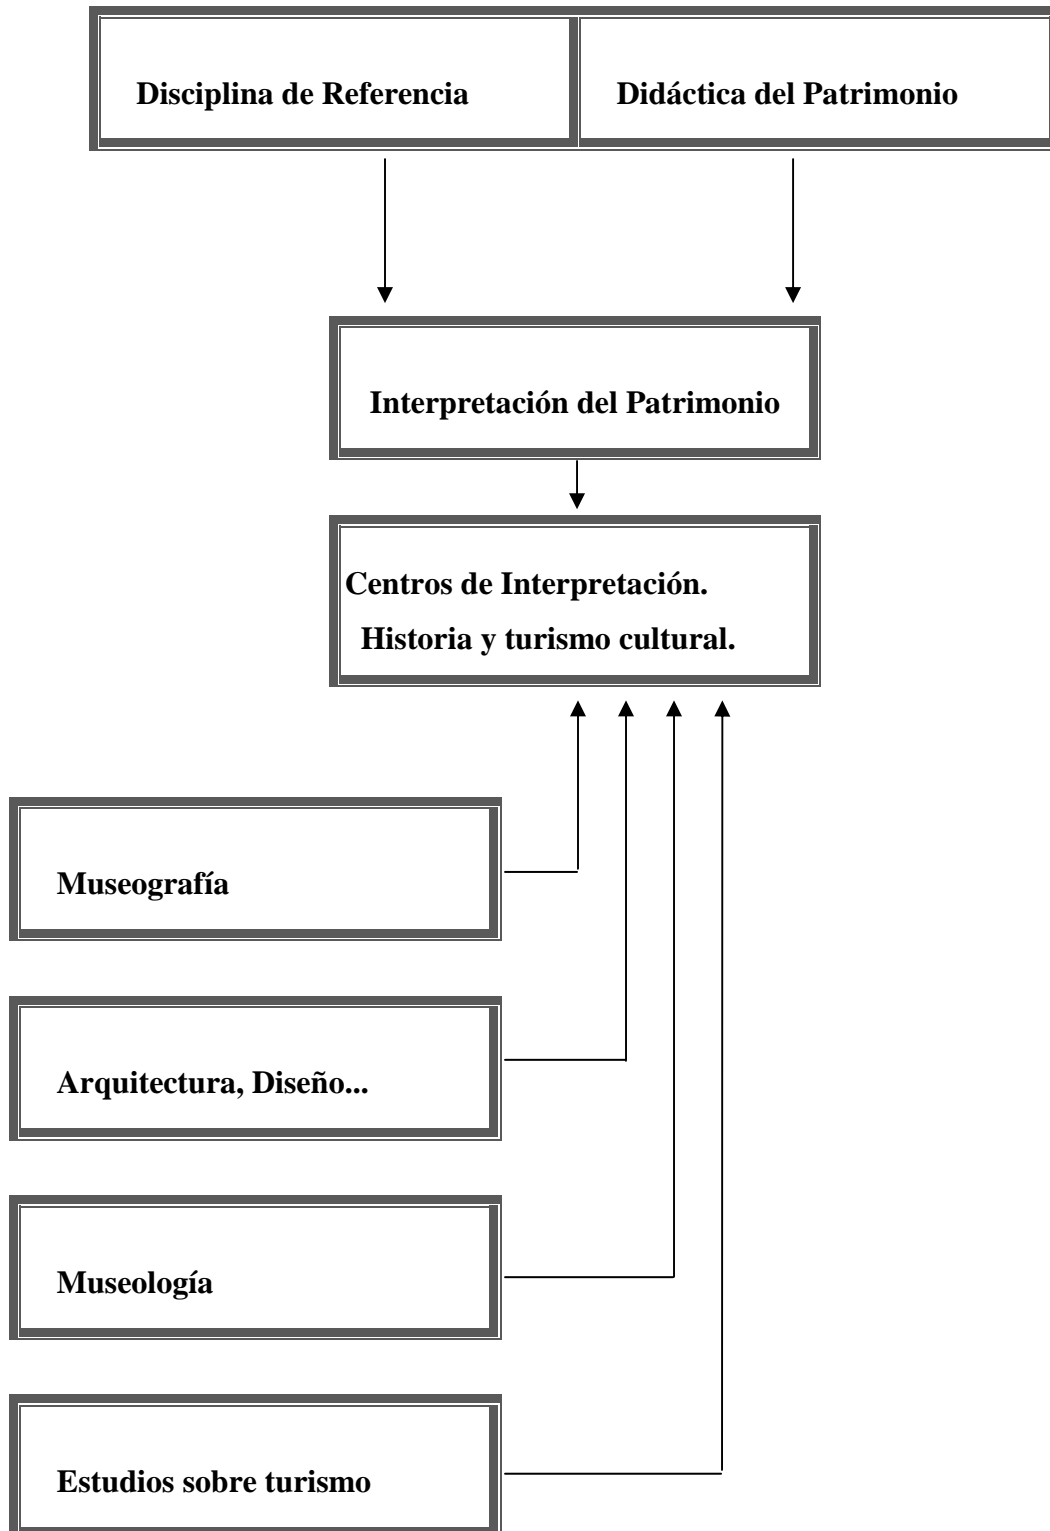 Disciplina de Referencia
Didáctica del Patrimonio
Interpretación del Patrimonio
Centros de Interpretación.
Historia y turismo cultural.
Museografía
Arquitectura, Diseño...
Museología
Estudios sobre turismo